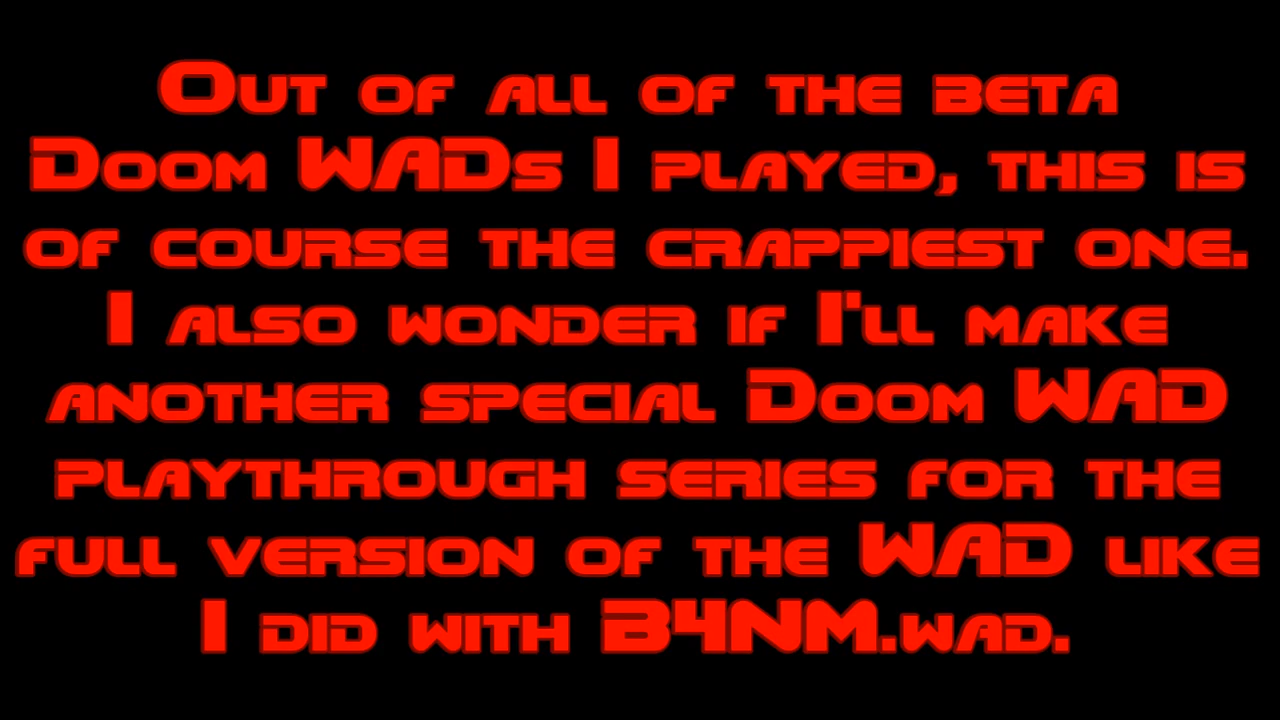 Out of all of the beta
Doom WADs I played, this is
of course the crappiest one.
I also wonder if I'll make
another special Doom WAD
playthrough series for the
full version of the WAD like
I did with B4NM.wad.